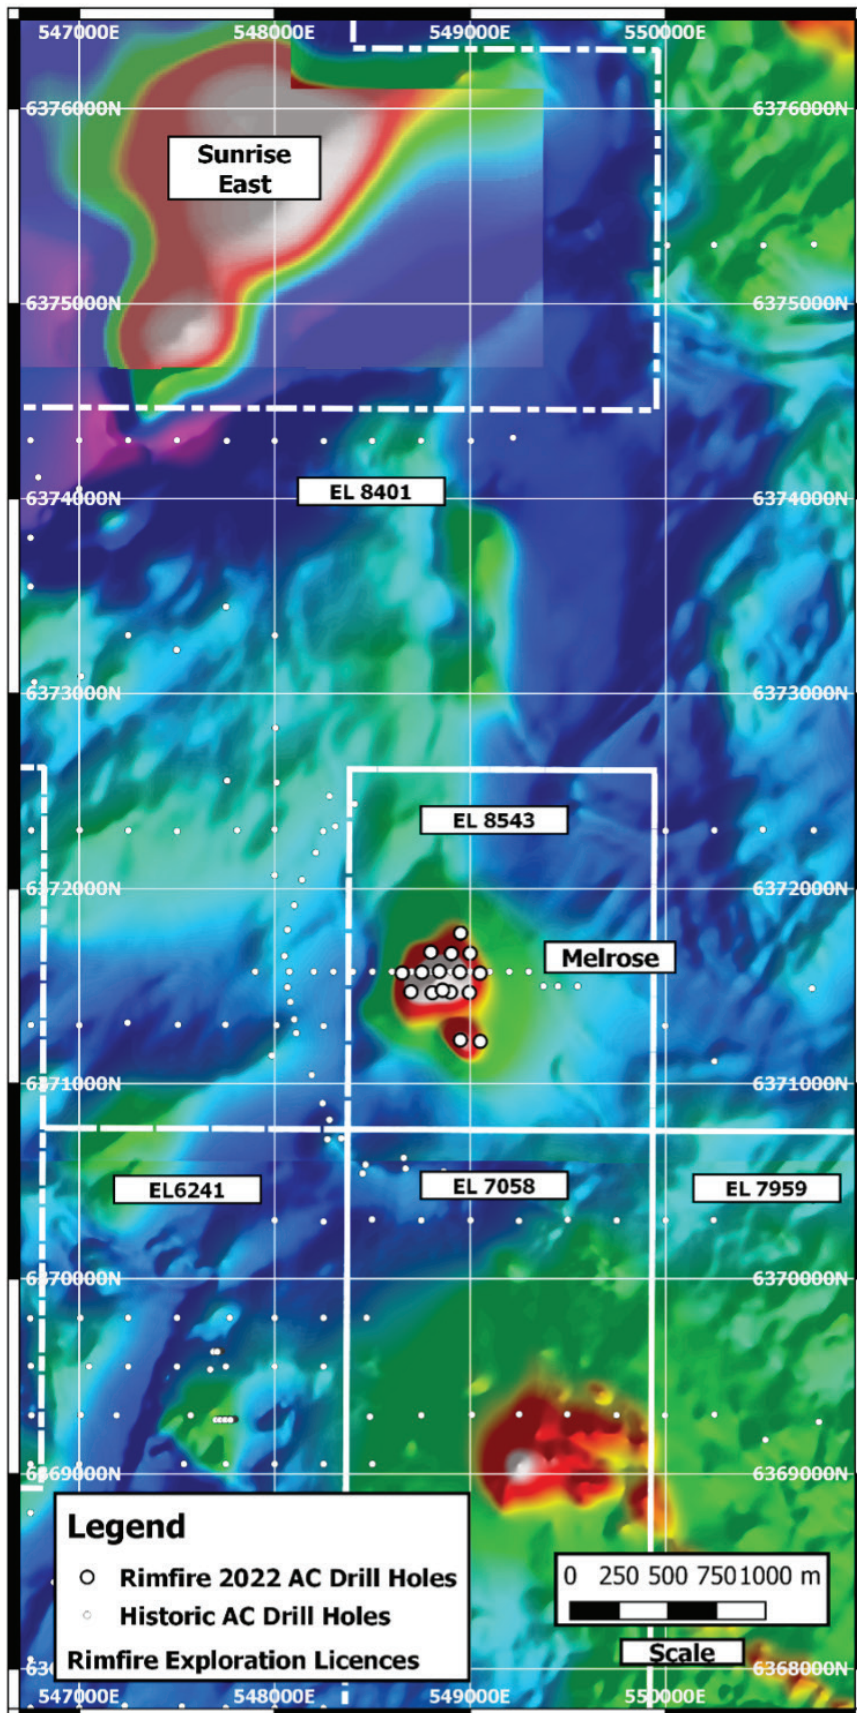 547000E 548000E 549000E 550000E
6376000N 6376000N
Sunrise
East
6375000N 6375000N
EL 8401
6374000N 6374000N
6373000N 6373000N
EL 8543
6372000N 6372000N
Melrose
6371000N 6371000N
EL6241 EL 7058 EL 7959
6370000N 6370000N
6369000N 6369000N
Legend
Rimfire 2022 AC Drill Holes
Historic AC Drill Holes
Rimfire Exploration Licences
0 250 500 750 1000 m
Scale
6368000N
547000E 548000E 549000E 550000E